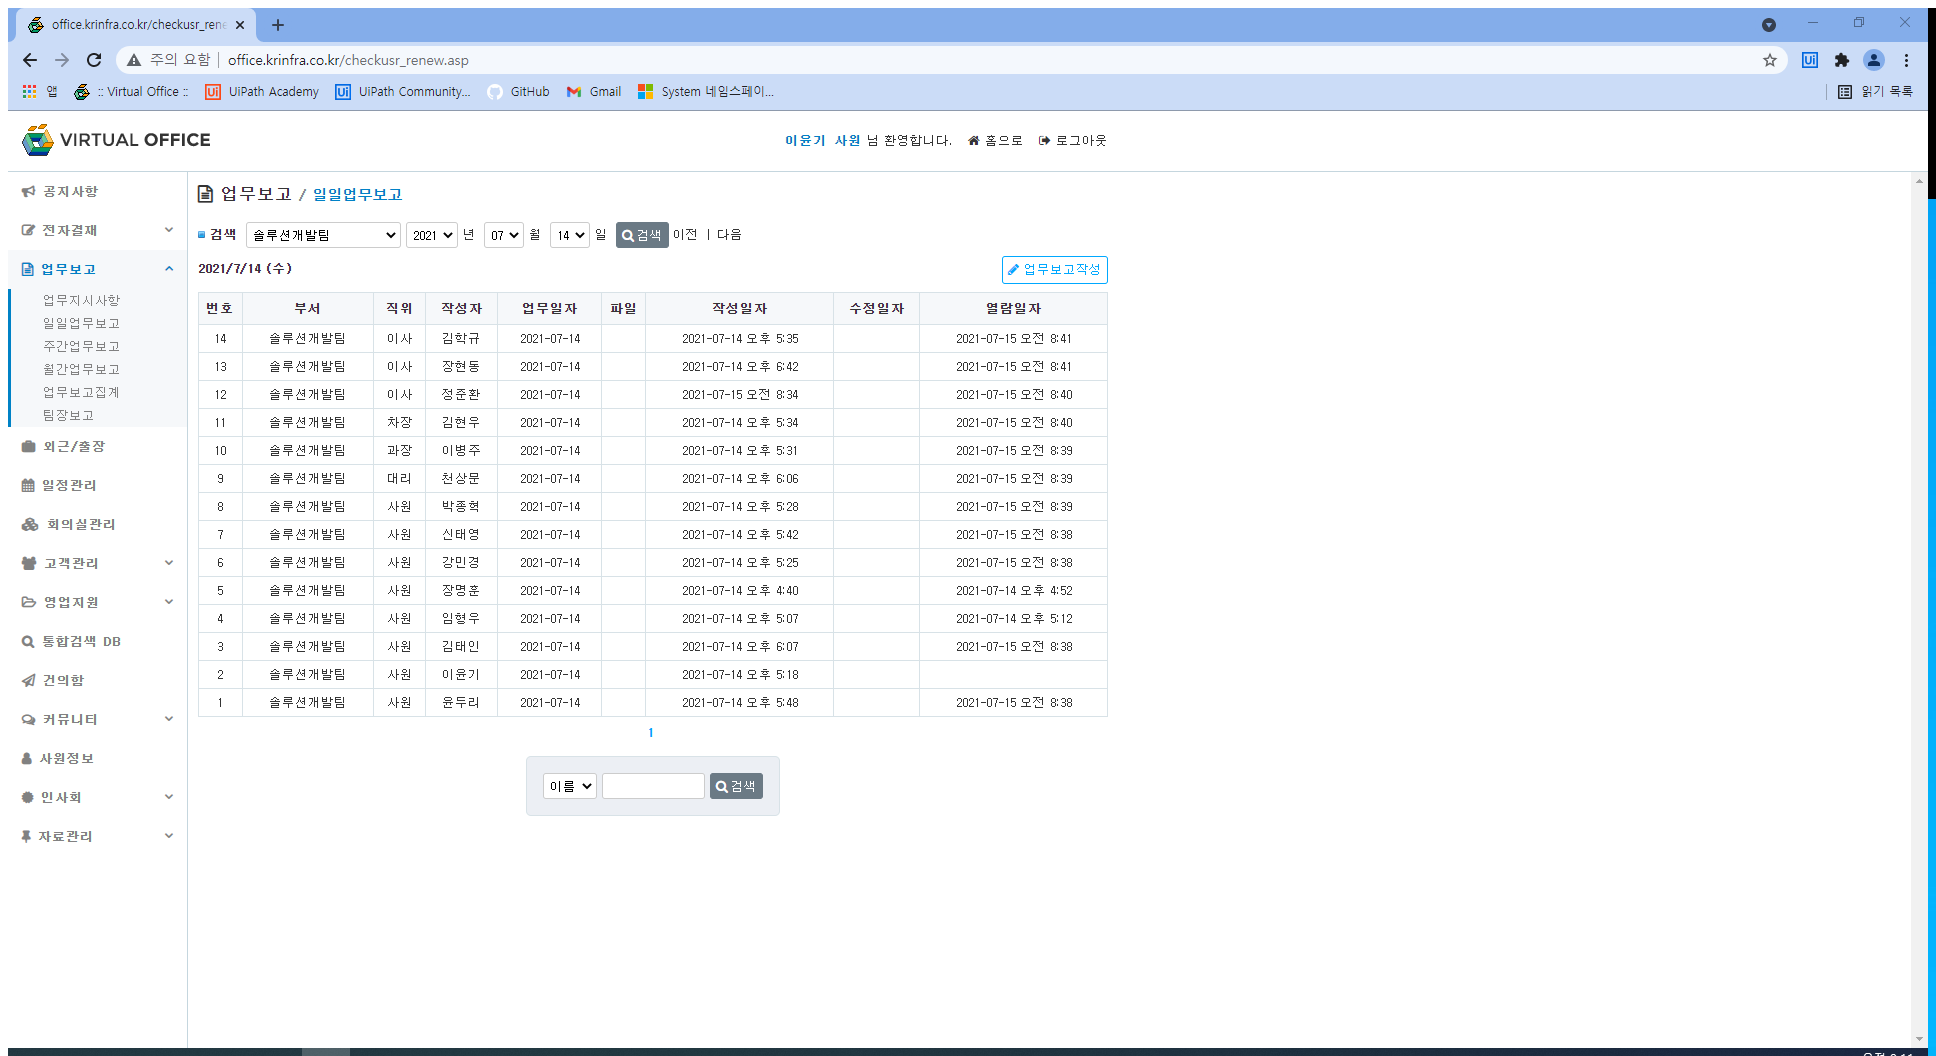 office.krinfra.co.kr/checkusr_rene
주의 요함 office.krinfra.co.kr/checkusr_renew.asp
앱 :: Virtual Office :: UiPath Academy UiPath Community... GitHub Gmail System 네임스페이... 읽기 목록
VIRTUAL OFFICE 이윤기 사원 님 환영합니다. 홈으로 로그아웃
공지사항
전자결재
업무보고
업무지시사항
일일업무보고
주간업무보고
월간업무보고
업무보고집계
팀장보고
외근/출장
일정관리
회의실관리
고객관리
영업지원
통합검색 DB
건의함
커뮤니티
사원정보
인사회
자료관리
업무보고 / 일일업무보고
검색 솔루션개발팀 2021 년 07 월 14 일 검색 이전 | 다음
2021/7/14 (수) 업무보고작성
번호 부서 직위 작성자 업무일자 파일 작성일자 수정일자 열람일자
14 솔루션개발팀 이사 김학규 2021-07-14 2021-07-14 오후 5:35 2021-07-15 오전 8:41
13 솔루션개발팀 이사 장현동 2021-07-14 2021-07-14 오후 6:42 2021-07-15 오전 8:41
12 솔루션개발팀 이사 정준환 2021-07-14 2021-07-15 오전 8:34 2021-07-15 오전 8:40
11 솔루션개발팀 차장 김현우 2021-07-14 2021-07-14 오후 5:34 2021-07-15 오전 8:40
10 솔루션개발팀 과장 이병주 2021-07-14 2021-07-14 오후 5:31 2021-07-15 오전 8:39
9 솔루션개발팀 대리 천상문 2021-07-14 2021-07-14 오후 6:06 2021-07-15 오전 8:39
8 솔루션개발팀 사원 박종혁 2021-07-14 2021-07-14 오후 5:28 2021-07-15 오전 8:39
7 솔루션개발팀 사원 신태영 2021-07-14 2021-07-14 오후 5:42 2021-07-15 오전 8:38
6 솔루션개발팀 사원 강민경 2021-07-14 2021-07-14 오후 5:25 2021-07-15 오전 8:38
5 솔루션개발팀 사원 장명훈 2021-07-14 2021-07-14 오후 4:40 2021-07-14 오후 4:52
4 솔루션개발팀 사원 임형우 2021-07-14 2021-07-14 오후 5:07 2021-07-14 오후 5:12
3 솔루션개발팀 사원 김태인 2021-07-14 2021-07-14 오후 6:07 2021-07-15 오전 8:38
2 솔루션개발팀 사원 이윤기 2021-07-14 2021-07-14 오후 5:18
1 솔루션개발팀 사원 윤두리 2021-07-14 2021-07-14 오후 5:48 2021-07-15 오전 8:38
1
이름 검색